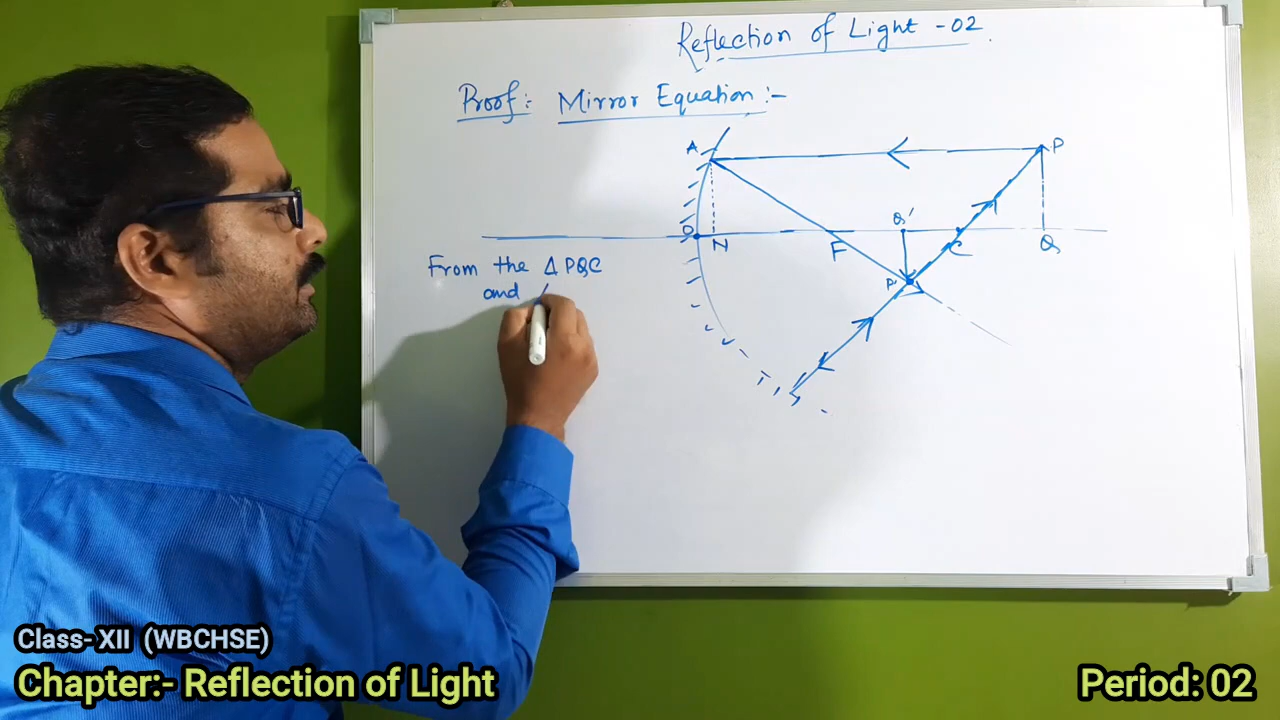 Reflection of Light -02
Proof: Mirror Equation:-
A
P
O
N
F
Q'
C
Q
P'
From the Δ PQC
and
Class- XII (WBCHSE)
Chapter:- Reflection of Light
Period: 02